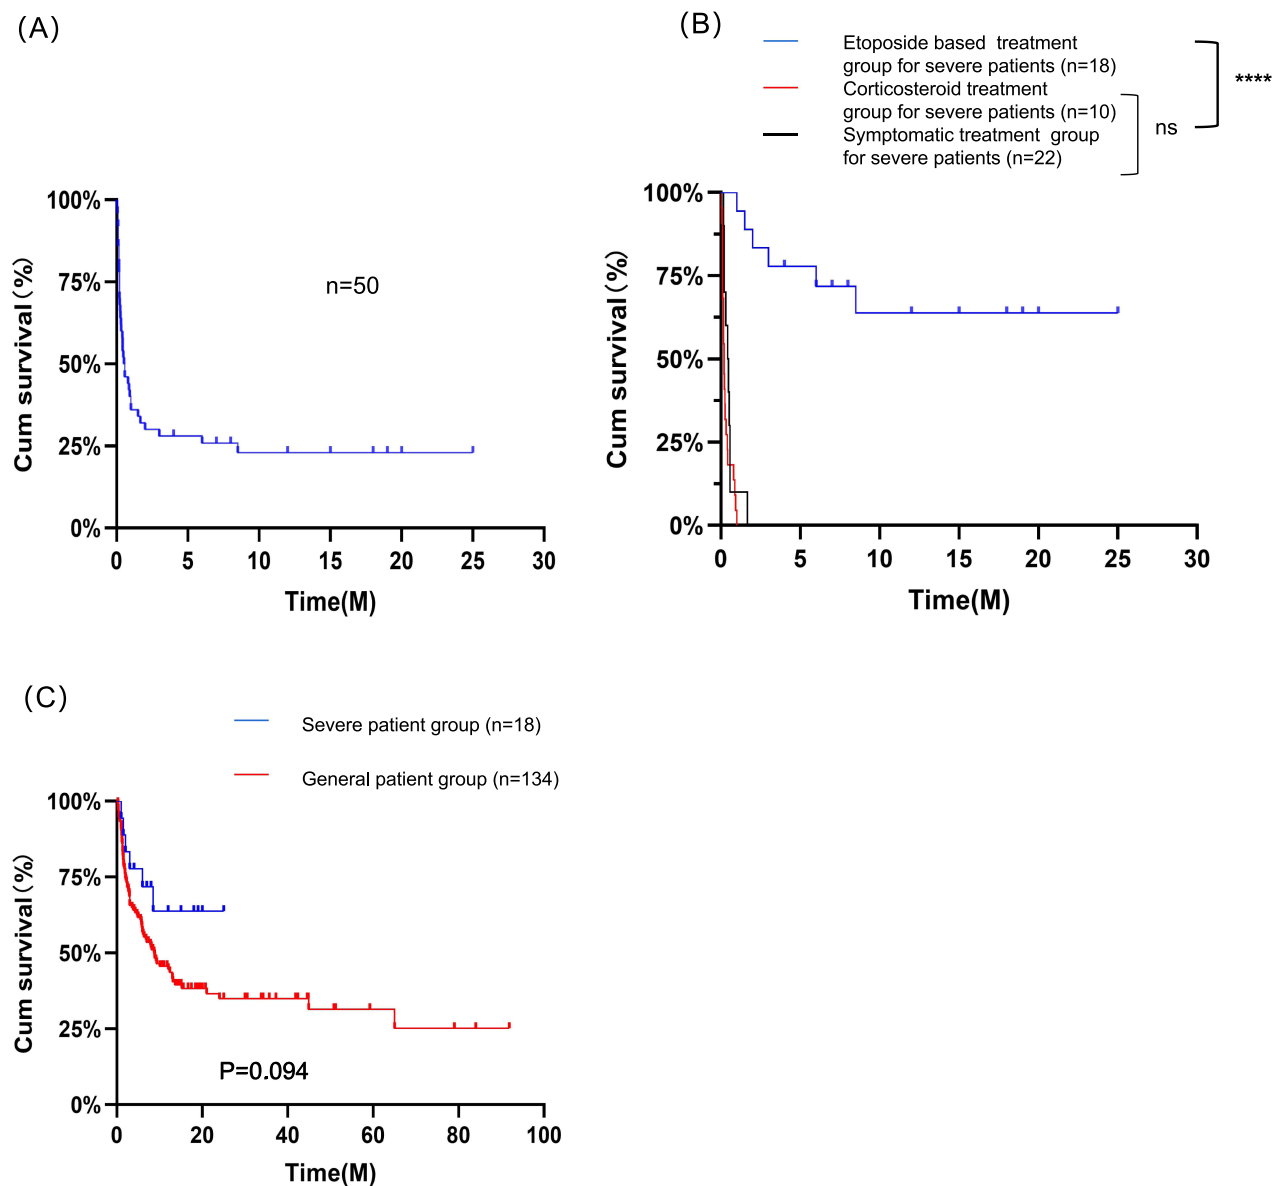 (A)
100%
75%
50%
25%
0%
Cum survival(%)
n=50
0 5 10 15 20 25 30
Time(M)
(B)
Etoposide based treatment
group for severe patients (n=18)
Corticosteroid treatment
group for severe patients (n=10)
Symptomatic treatment group
for severe patients (n=22)
****
ns
100%
75%
50%
25%
0%
Cum survival(%)
0 5 10 15 20 25 30
Time(M)
(C)
Severe patient group (n=18)
General patient group (n=134)
100%
75%
50%
25%
0%
Cum survival(%)
P=0.094
0 20 40 60 80 100
Time(M)